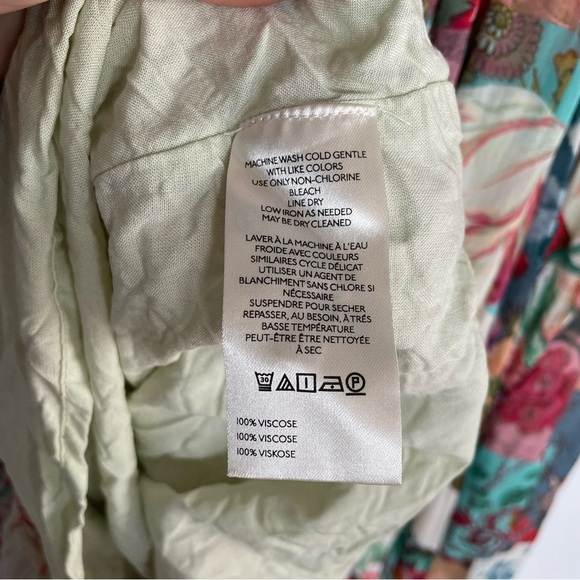 MACHINE WASH COLD GENTLE
WITH LIKE COLORS
USE ONLY NON-CHLORINE
BLEACH
LINE DRY
LOW IRON AS NEEDED
MAY BE DRY CLEANED
LAVER À LA MACHINE À L'EAU
FROIDE AVEC COULEURS
SIMILAIRES CYCLE DÉLICAT
UTILISER UN AGENT DE
BLANCHIMENT SANS CHLORE SI
NÉCESSAIRE
SUSPENDRE POUR SECHER
REPASSER, AU BESOIN, À TRÈS
BASSE TEMPÉRATURE
PEUT-ÊTRE ÊTRE NETTOYÉE
À SEC
30 P
100% VISCOSE
100% VISCOSE
100% VISKOSE